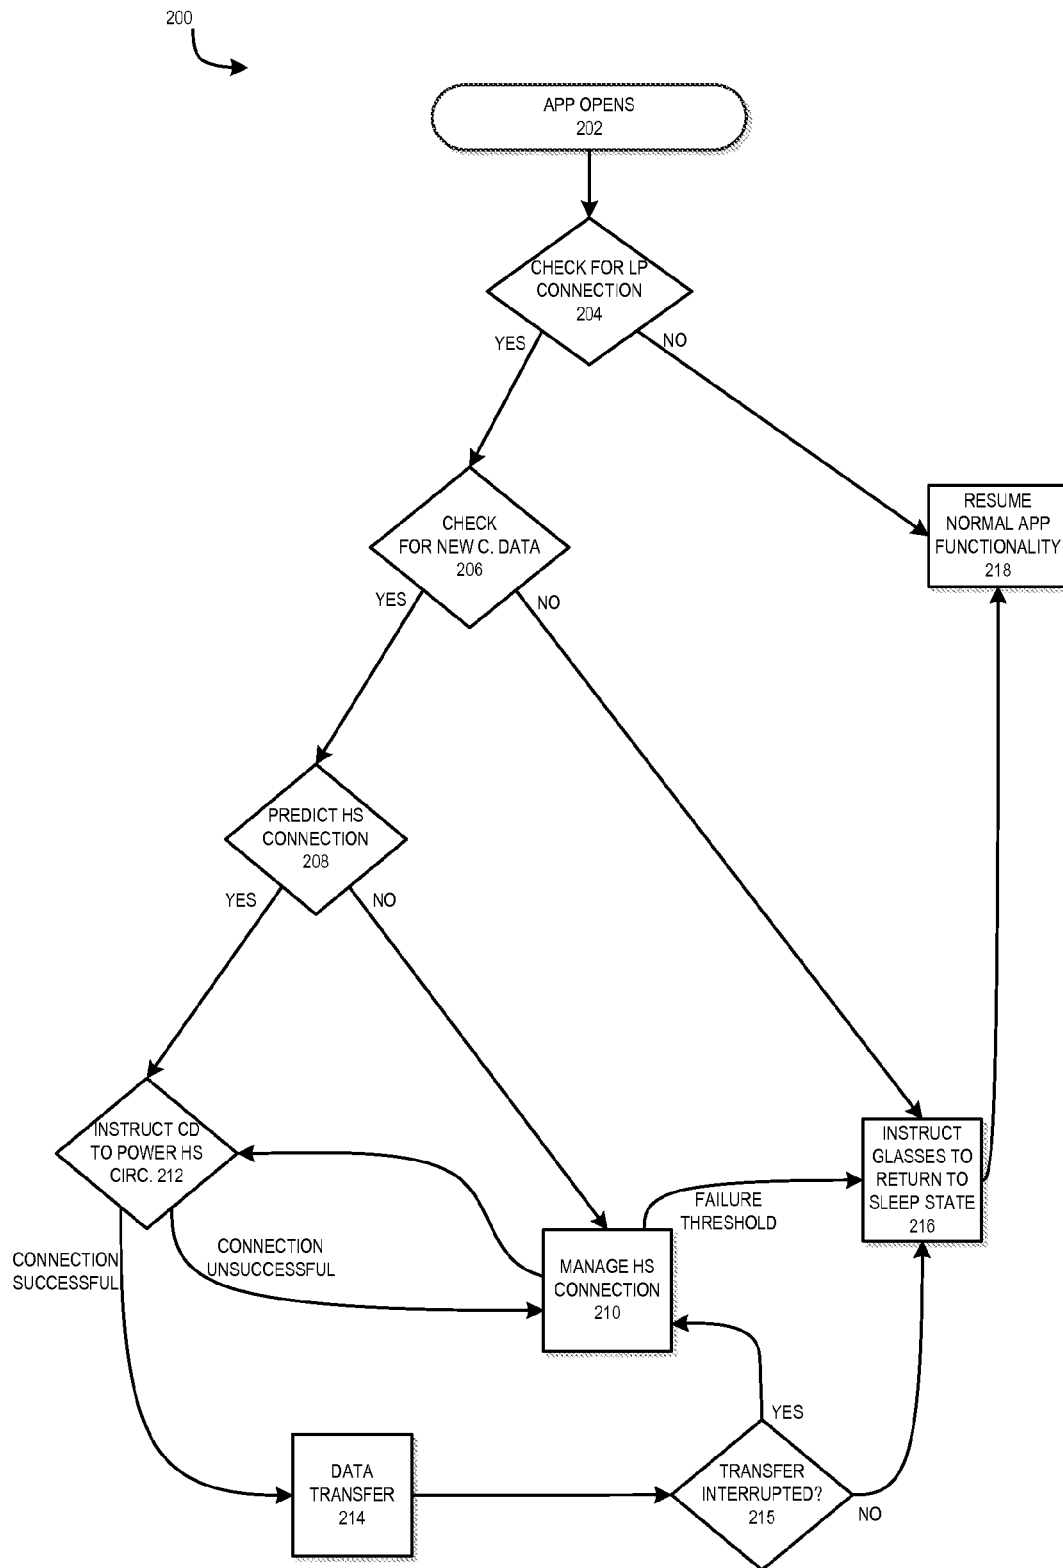 200
APP OPENS
202
CHECK FOR LP
CONNECTION
204
YES
NO
CHECK
FOR NEW C. DATA
206
YES
NO
RESUME
NORMAL APP
FUNCTIONALITY
218
PREDICT HS
CONNECTION
208
YES
NO
INSTRUCT CD
TO POWER HS
CIRC. 212
INSTRUCT
GLASSES TO
RETURN TO
SLEEP STATE
216
FAILURE
THRESHOLD
CONNECTION
SUCCESSFUL
CONNECTION
UNSUCCESSFUL
MANAGE HS
CONNECTION
210
YES
DATA
TRANSFER
214
TRANSFER
INTERRUPTED?
215
NO